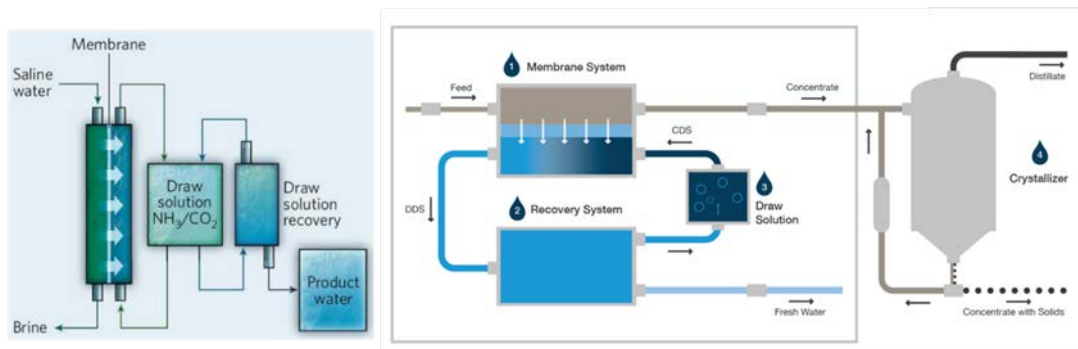 Membrane
Saline
water
Draw
solution
NH₃/CO₂
Draw
solution
recovery
Product
water
Brine
1 Membrane System
Feed
Concentrate
CDS
DDS
2 Recovery System
3
Draw
Solution
Fresh Water
Distillate
4
Crystallizer
Concentrate with Solids